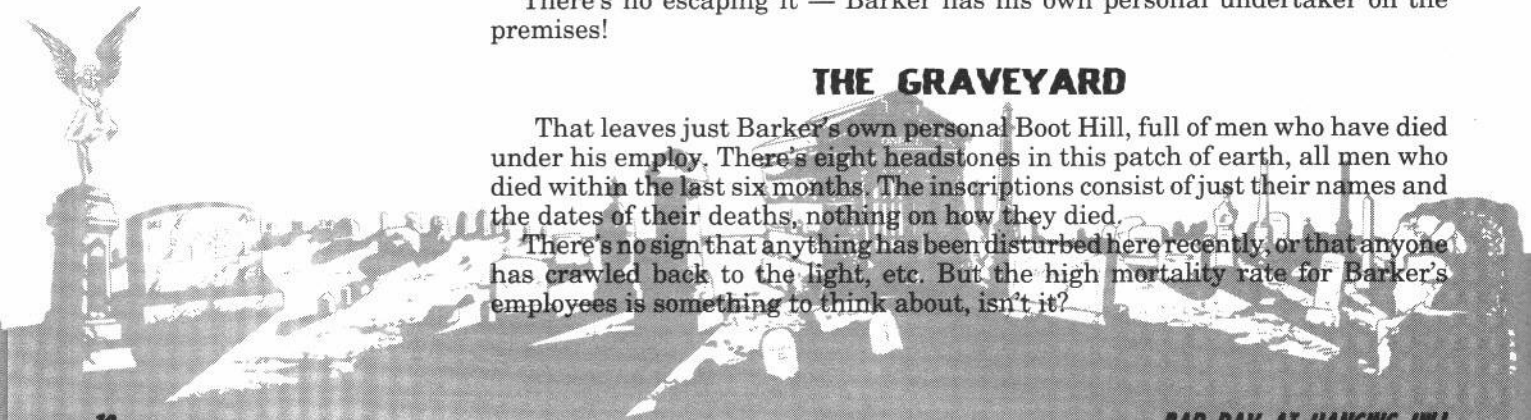 There's no escaping it — Barker has his own personal undertaker on the
premises!
THE GRAVEYARD
That leaves just Barker's own personal Boot Hill, full of men who have died
under his employ. There's eight headstones in this patch of earth, all men who
died within the last six months. The inscriptions consist of just their names and
the dates of their deaths, nothing on how they died.
There's no sign that anything has been disturbed here recently, or that anyone
has crawled back to the light, etc. But the high mortality rate for Barker's
employees is something to think about, isn't it?
BAD DAY AT HANGING HILL